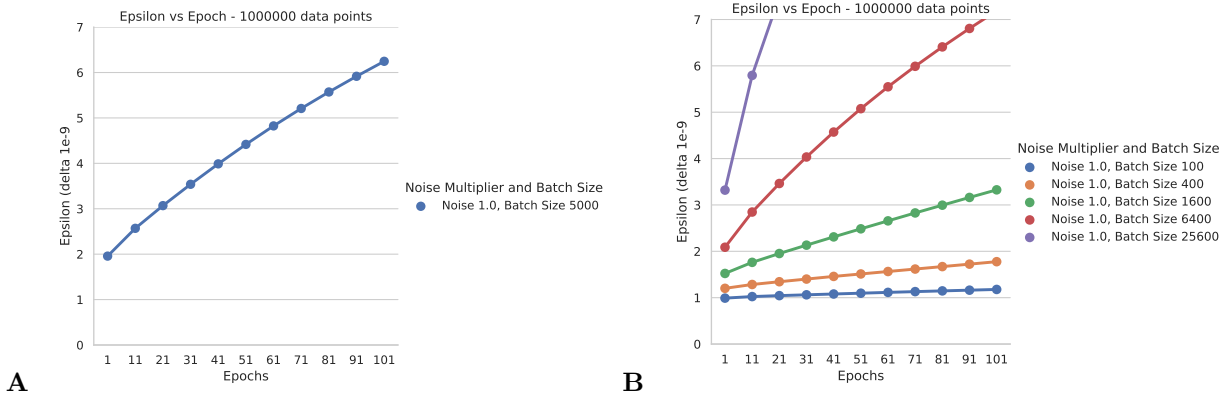 Epsilon vs Epoch - 1000000 data points
7
6
5
4
3
2
1
0
Epsilon (delta 1e-9
1 11 21 31 41 51 61 71 81 91 101
Epochs
Noise Multiplier and Batch Size
Noise 1.0, Batch Size 5000
A
Epsilon vs Epoch - 1000000 data points
7
6
5
4
3
2
1
0
Epsilon (delta 1e-9
1 11 21 31 41 51 61 71 81 91 101
Epochs
Noise Multiplier and Batch Size
Noise 1.0, Batch Size 100
Noise 1.0, Batch Size 400
Noise 1.0, Batch Size 1600
Noise 1.0, Batch Size 6400
Noise 1.0, Batch Size 25600
B